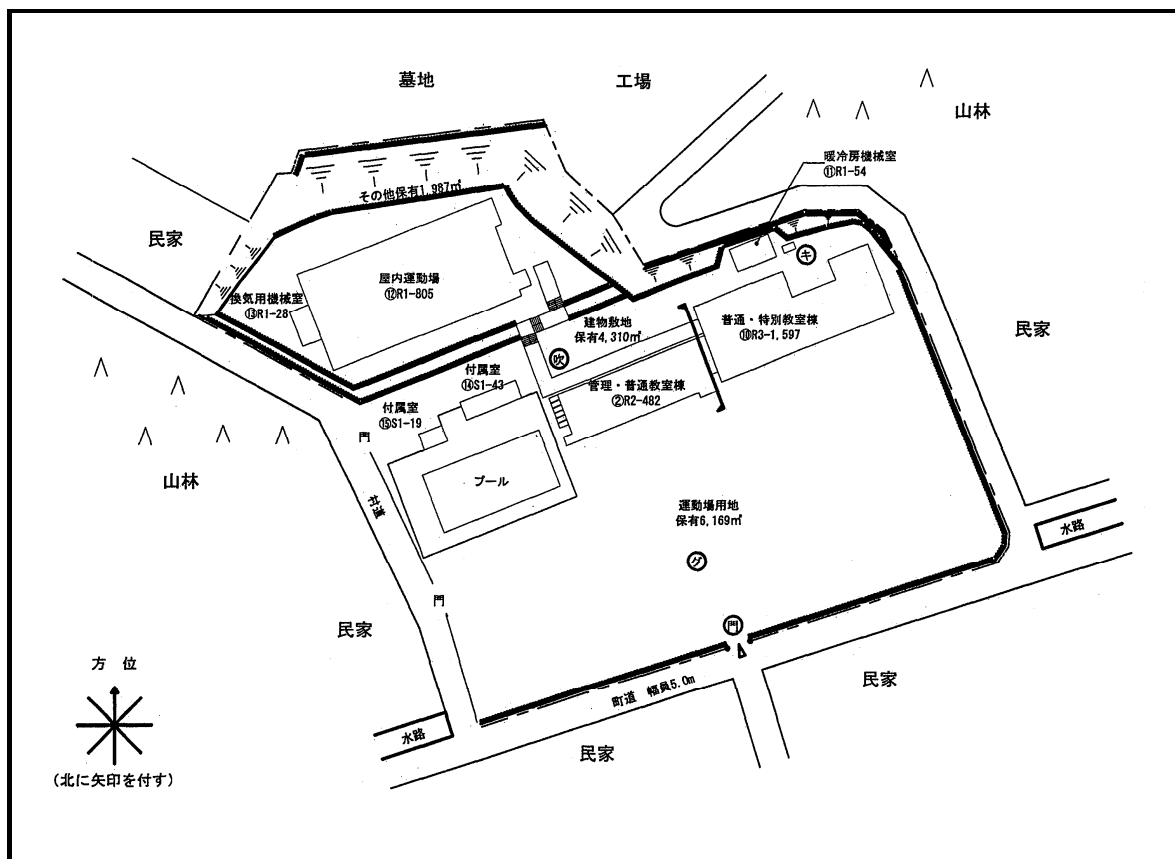 墓地
工場
山林
暖冷房機械室
⑪R1-54
その他保有1,987㎡
民家
キ
屋内運動場
⑫R1-805
換気用機械室
⑬R1-28
建物敷地
保有4,310㎡
普通・特別教室棟
⑩R3-1,597
民家
吹
付属室
⑭S1-43
管理・普通教室棟
②R2-482
付属室
⑮S1-19
門
山林
プール
村道
運動場用地
保有6,169㎡
水路
グ
門
民家
門
方 位
民家
町道 幅員5.0m
水路
民家
(北に矢印を付す)